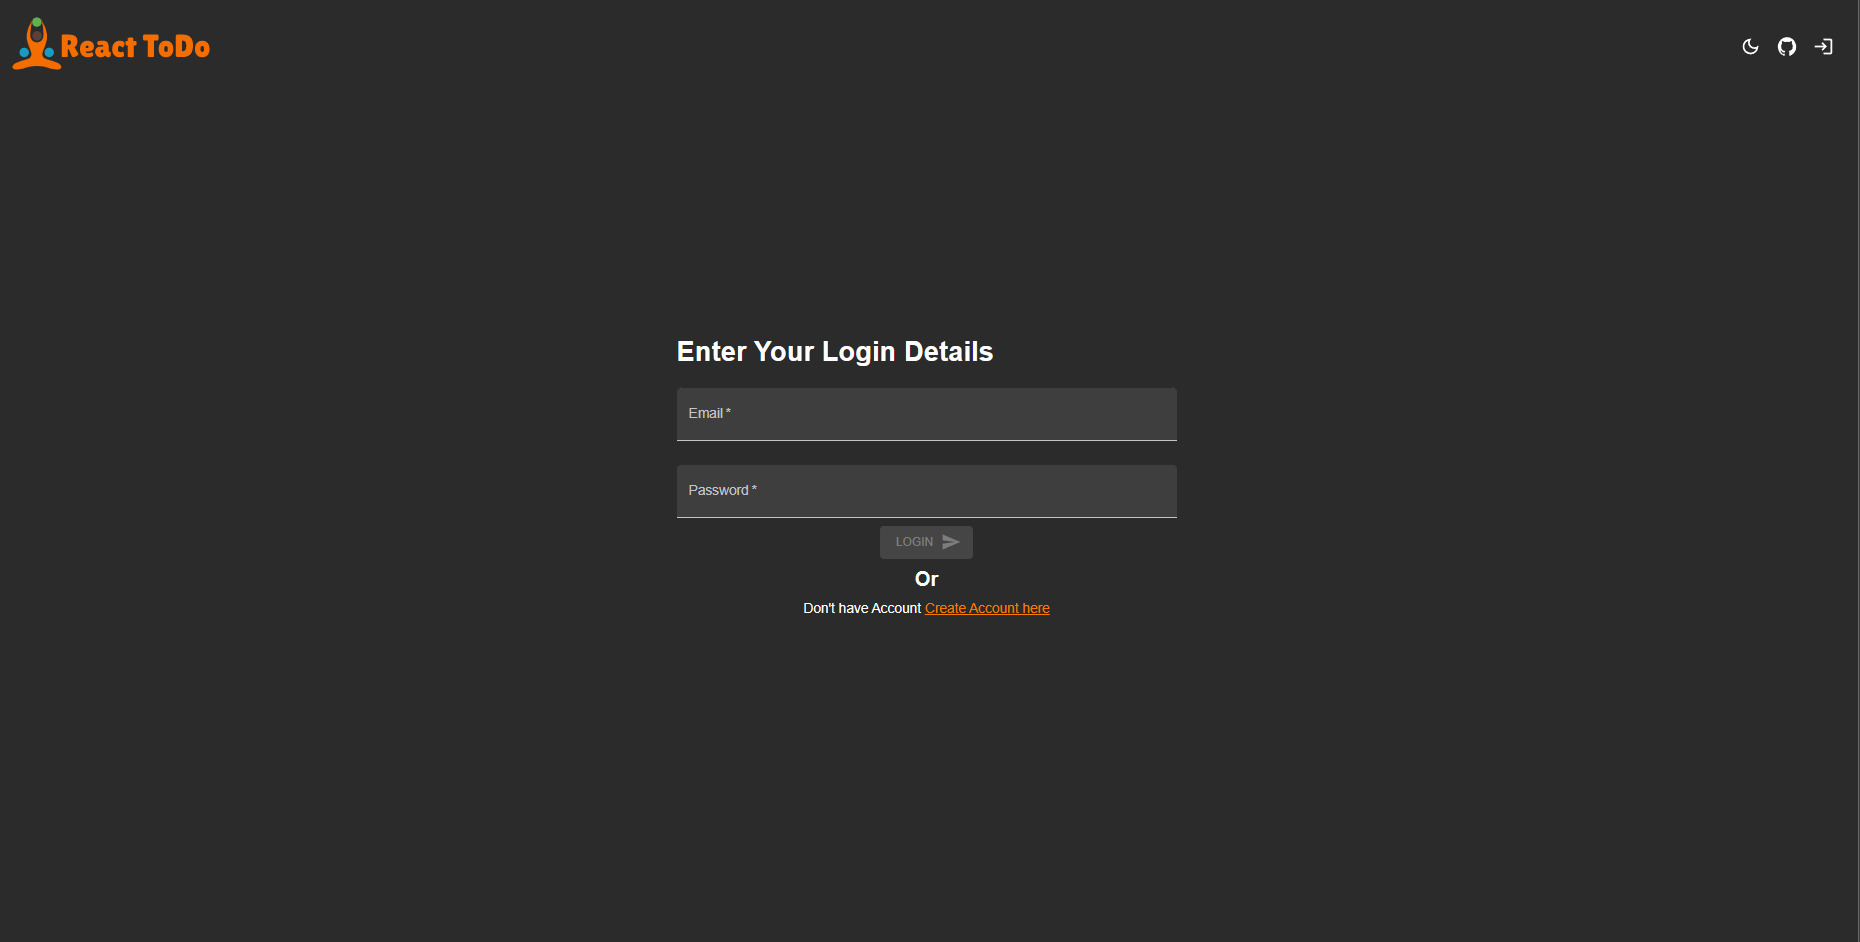 React ToDo
Enter Your Login Details
Email *
Password *
LOGIN
Or
Don't have Account Create Account here